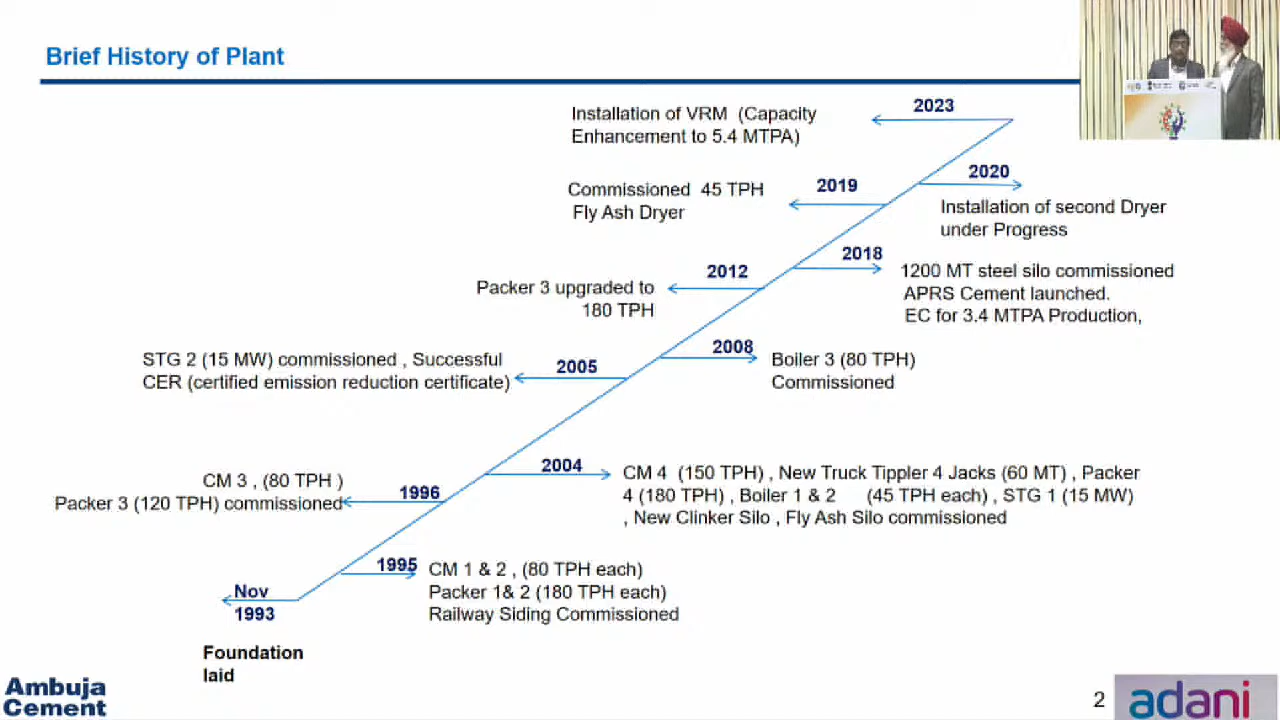 Brief History of Plant
2023
Installation of VRM (Capacity
Enhancement to 5.4 MTPA)
2020
Installation of second Dryer
under Progress
2019
Commissioned 45 TPH
Fly Ash Dryer
2018
1200 MT steel silo commissioned
APRS Cement launched.
EC for 3.4 MTPA Production,
2012
Packer 3 upgraded to
180 TPH
2008
Boiler 3 (80 TPH)
Commissioned
2005
STG 2 (15 MW) commissioned , Successful
CER (certified emission reduction certificate)
2004
CM 4 (150 TPH) , New Truck Tippler 4 Jacks (60 MT) , Packer
4 (180 TPH) , Boiler 1 & 2 (45 TPH each) , STG 1 (15 MW)
, New Clinker Silo , Fly Ash Silo commissioned
1996
CM 3 , (80 TPH )
Packer 3 (120 TPH) commissioned
1995
CM 1 & 2 , (80 TPH each)
Packer 1& 2 (180 TPH each)
Railway Siding Commissioned
Nov
1993
Foundation
laid
Ambuja
Cement
2
adani